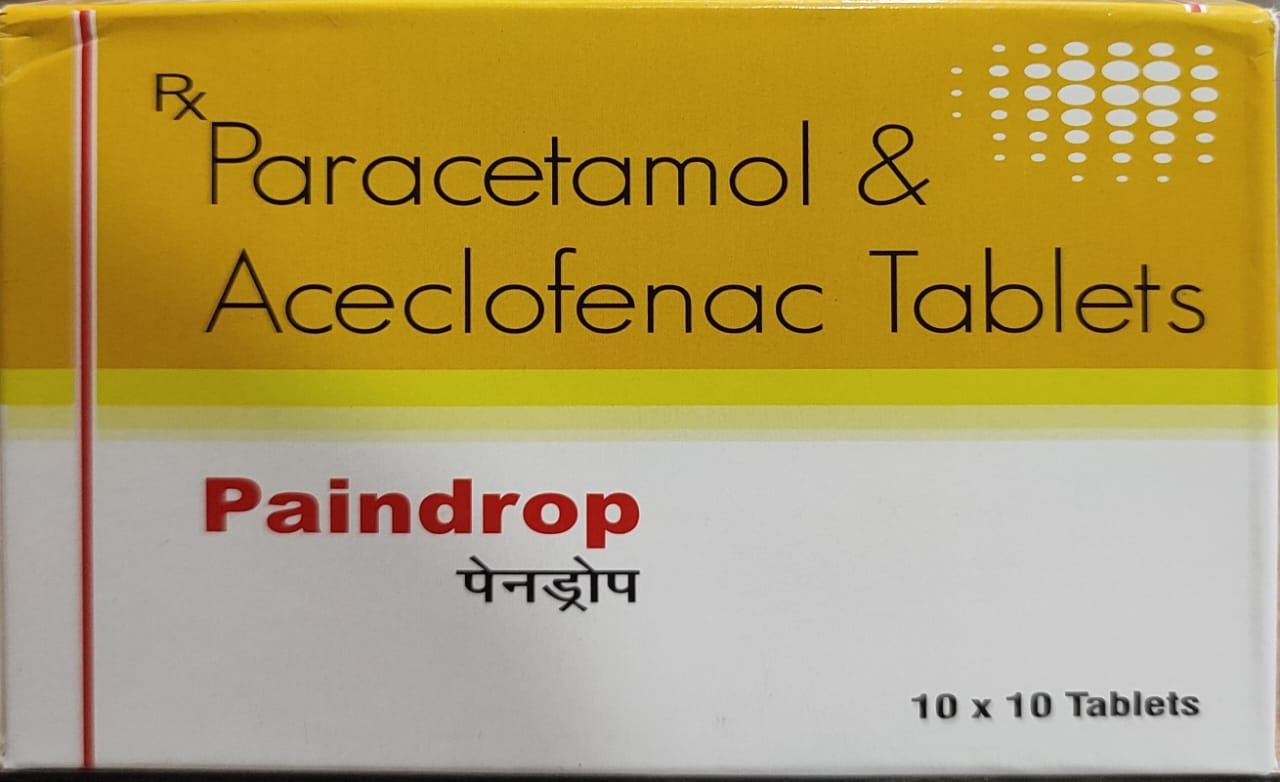 Rx
Paracetamol &
Aceclofenac Tablets
Paindrop
पेनड्रोप
10 x 10 Tablets